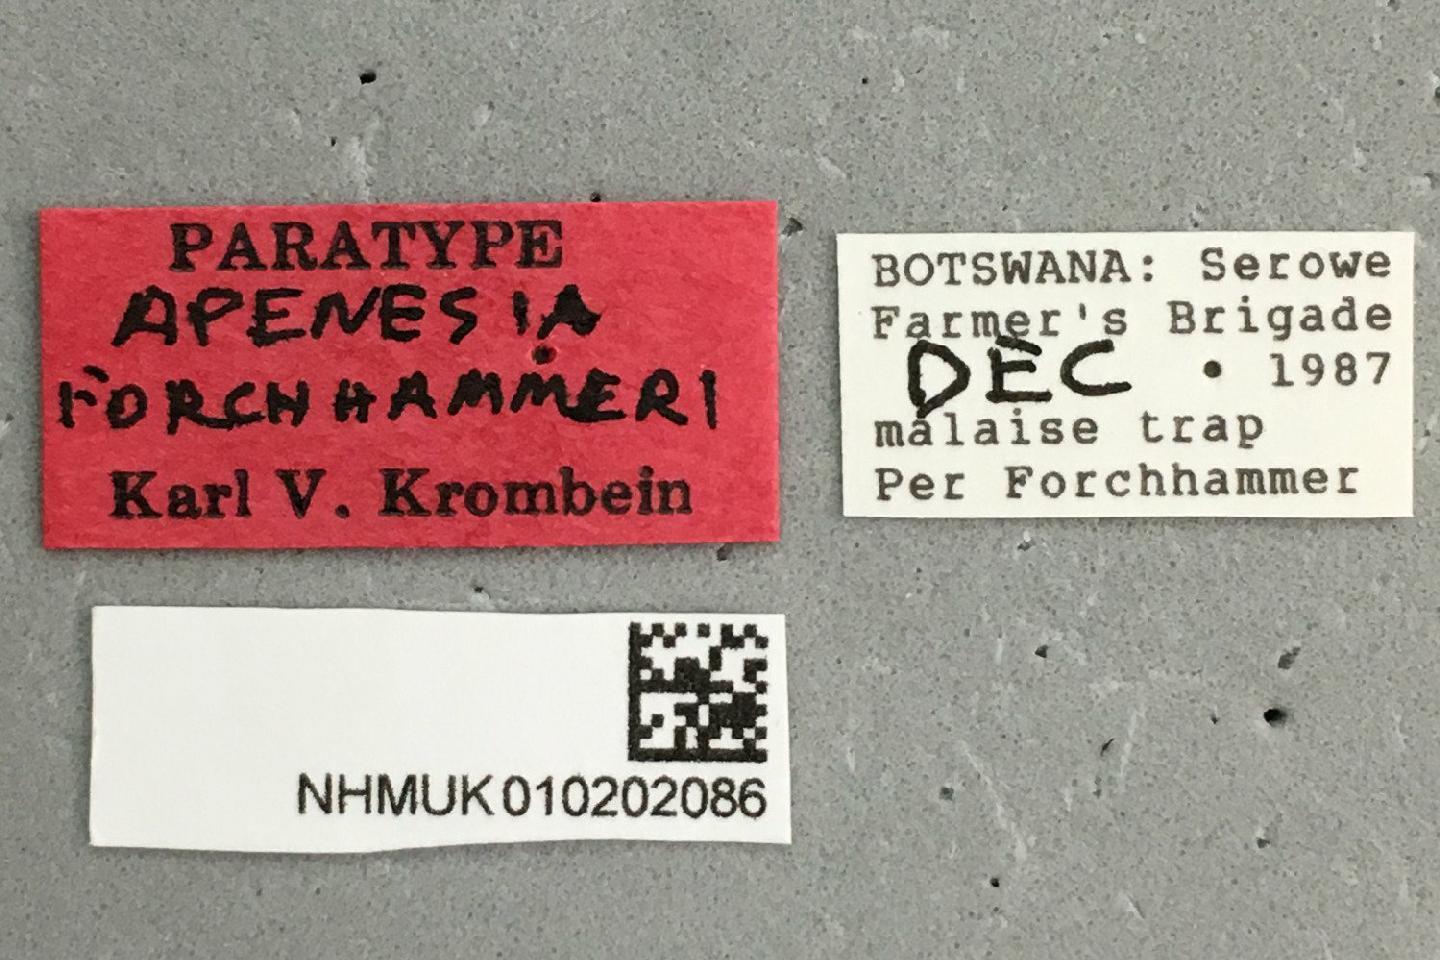 PARATYPE
APENESIA
FORCHHAMMERI
Karl V. Krombein
BOTSWANA: Serowe
Farmer's Brigade
DEC • 1987
malaise trap
Per Forchhammer
NHMUK010202086